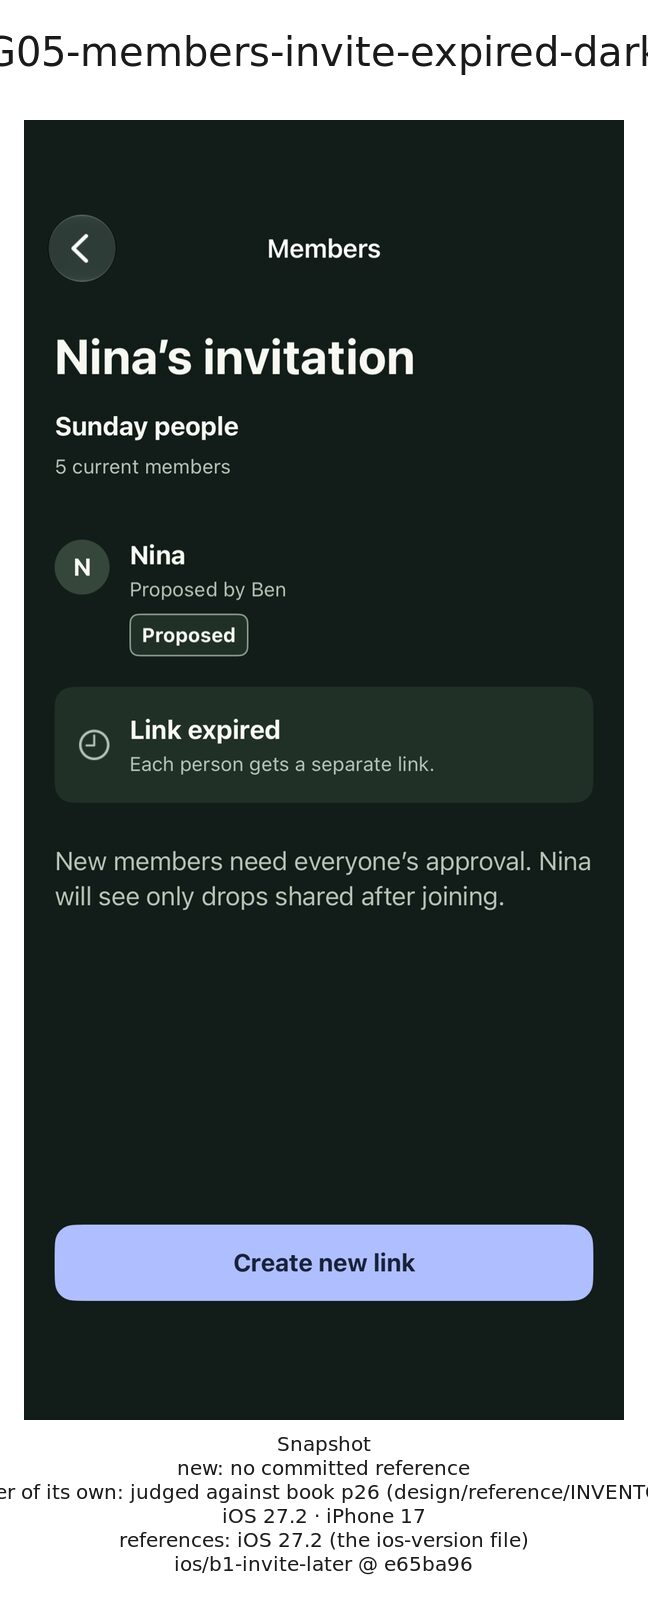 G05-members-invite-expired-dark
Members
Nina’s invitation
Sunday people
5 current members
N
Nina
Proposed by Ben
Proposed
Link expired
Each person gets a separate link.
New members need everyone’s approval. Nina
will see only drops shared after joining.
Create new link
Snapshot
new: no committed reference
of its own: judged against book p26 (design/reference/
iOS 27.2 · iPhone 17
references: iOS 27.2 (the ios-version file)
ios/b1-invite-later @ e65ba96